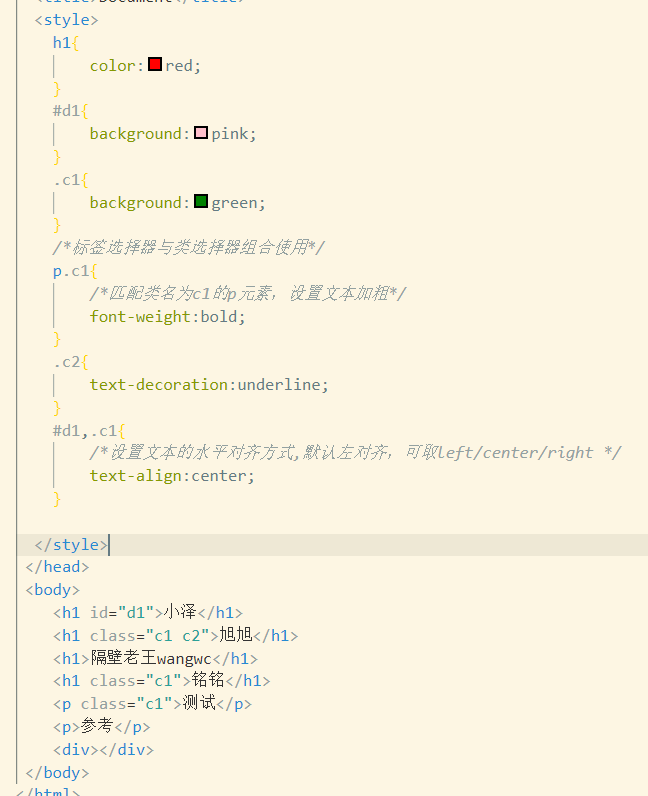 <title>Document</title>
<style>
h1{
color:red;
}
#d1{
background:pink;
}
.c1{
background:green;
}
/*标签选择器与类选择器组合使用*/
p.c1{
/*匹配类名为c1的p元素，设置文本加粗*/
font-weight:bold;
}
.c2{
text-decoration:underline;
}
#d1,.c1{
/*设置文本的水平对齐方式,默认左对齐，可取left/center/right */
text-align:center;
}
</style>
</head>
<body>
<h1 id="d1">小泽</h1>
<h1 class="c1 c2">旭旭</h1>
<h1>隔壁老王wangwc</h1>
<h1 class="c1">铭铭</h1>
<p class="c1">测试</p>
<p>参考</p>
<div></div>
</body>
</html>